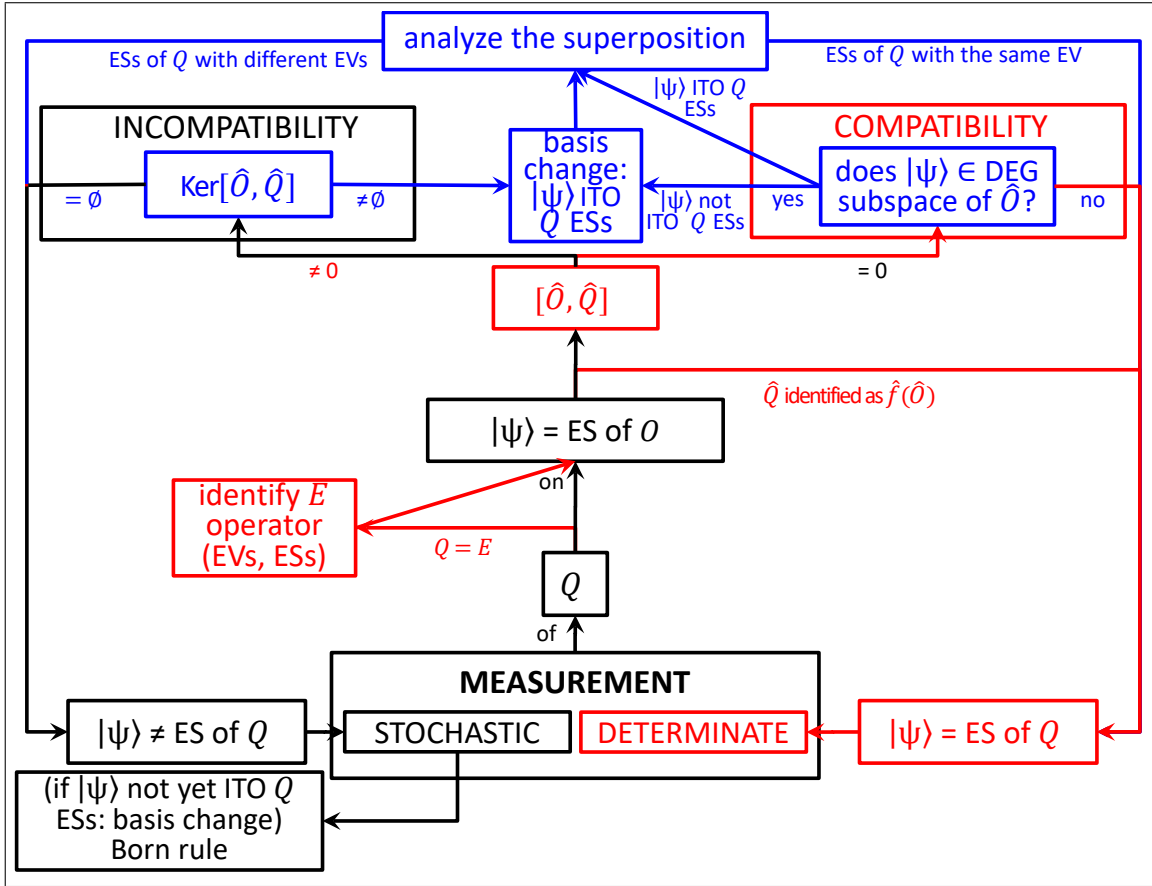 analyze the superposition
ESs of Q with different EVs
ESs of Q with the same EV
|ψ⟩ ITO Q
ESs
INCOMPATIBILITY
Ker[Ô, Q̂]
= ∅
≠∅
basis
change:
|ψ⟩ ITO
Q ESs
|ψ⟩ not
ITO Q ESs
COMPATIBILITY
does |ψ⟩ ∈ DEG
subspace of Ô?
yes
no
≠ 0
= 0
[Ô, Q̂]
Q̂ identified as f̂(Ô)
|ψ⟩ = ES of O
on
identify E
operator
(EVs, ESs)
Q = E
Q
of
MEASUREMENT
STOCHASTIC
DETERMINATE
|ψ⟩ ≠ ES of Q
|ψ⟩ = ES of Q
(if |ψ⟩ not yet ITO Q
ESs: basis change)
Born rule